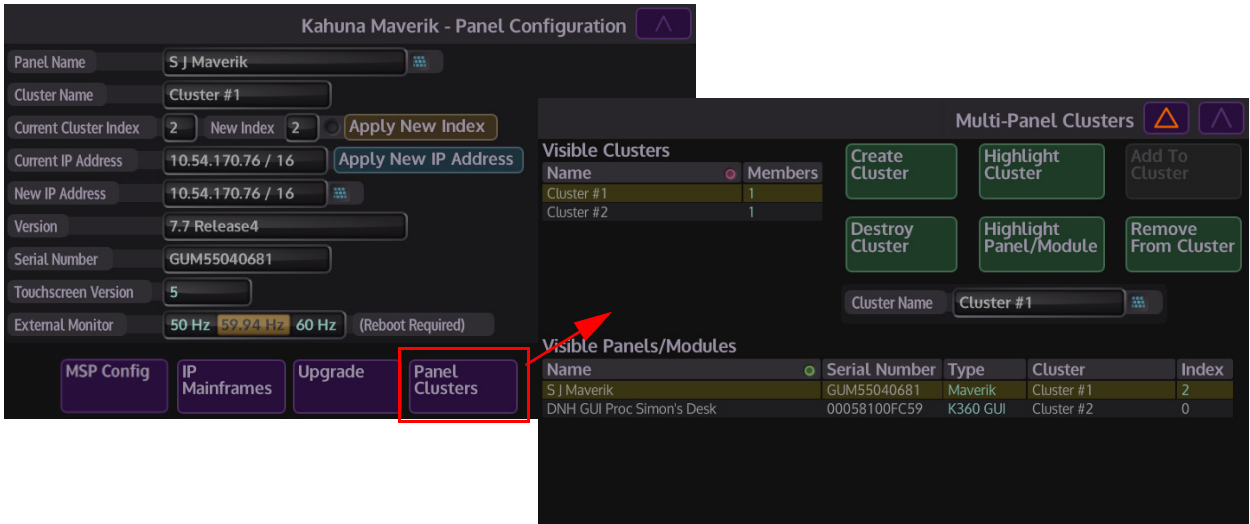 Kahuna Maverik - Panel Configuration
Panel Name S J Maverik
Cluster Name Cluster #1
Current Cluster Index 2 New Index 2 Apply New Index
Current IP Address 10.54.170.76 / 16 Apply New IP Address
New IP Address 10.54.170.76 / 16
Version 7.7 Release4
Serial Number GUM55040681
Touchscreen Version 5
External Monitor 50 Hz 59.94 Hz 60 Hz (Reboot Required)
MSP Config IP Upgrade Panel
Mainframes Clusters
Multi-Panel Clusters
Visible Clusters
Name Members
Cluster #1 1
Cluster #2 1
Create Highlight Add To
Cluster Cluster Cluster
Destroy Highlight Remove
Cluster Panel/Module From Cluster
Cluster Name Cluster #1
Visible Panels/Modules
Name Serial Number Type Cluster Index
S J Maverik GUM55040681 Maverik Cluster #1 2
DNH GUI Proc Simon's Desk 00058100FC59 K360 GUI Cluster #2 0